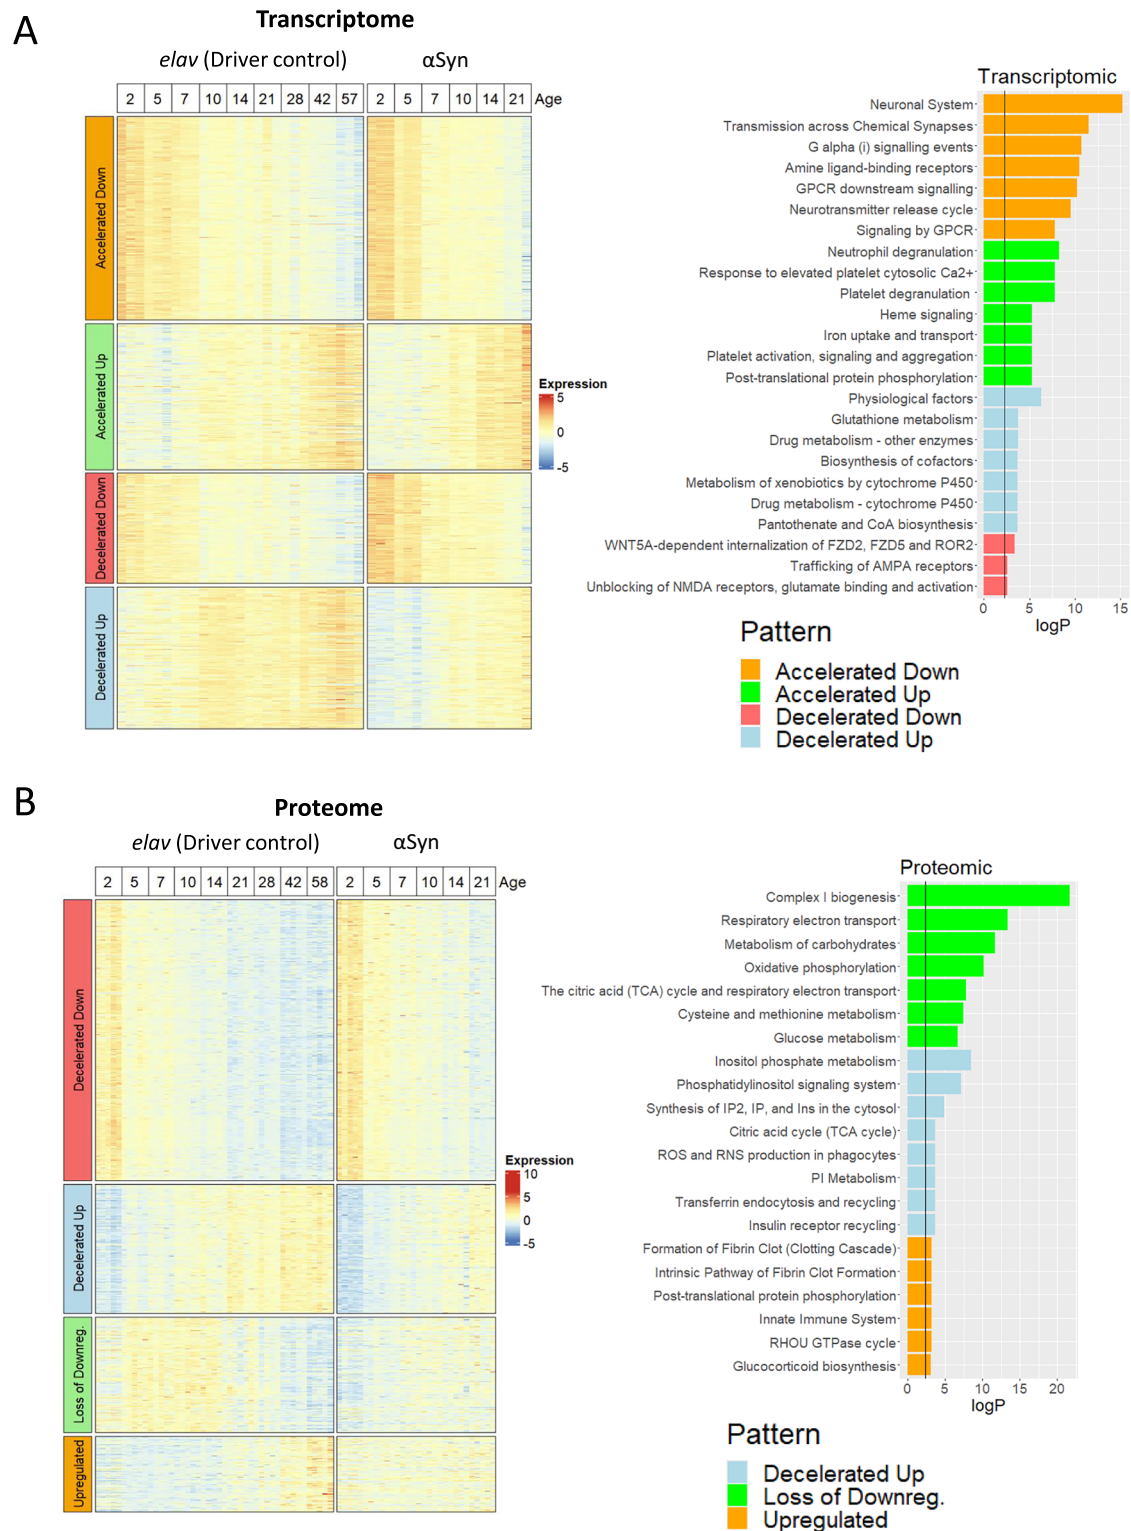 A
Transcriptome
elav (Driver control)
αSyn
2 5 7 10 14 21 28 42 57
2 5 7 10 14 21 Age
Accelerated Down
Accelerated Up
Decelerated Down
Decelerated Up
Expression
5
0
-5
Transcriptomic
Neuronal System
Transmission across Chemical Synapses
G alpha (i) signalling events
Amine ligand-binding receptors
GPCR downstream signalling
Neurotransmitter release cycle
Signaling by GPCR
Neutrophil degranulation
Response to elevated platelet cytosolic Ca2+
Platelet degranulation
Heme signaling
Iron uptake and transport
Platelet activation, signaling and aggregation
Post-translational protein phosphorylation
Physiological factors
Glutathione metabolism
Drug metabolism - other enzymes
Biosynthesis of cofactors
Metabolism of xenobiotics by cytochrome P450
Drug metabolism - cytochrome P450
Pantothenate and CoA biosynthesis
WNT5A-dependent internalization of FZD2, FZD5 and ROR2
Trafficking of AMPA receptors
Unblocking of NMDA receptors, glutamate binding and activation
0 5 10 15
logP
Pattern
Accelerated Down
Accelerated Up
Decelerated Down
Decelerated Up
B
Proteome
elav (Driver control)
αSyn
2 5 7 10 14 21 28 42 58
2 5 7 10 14 21 Age
Decelerated Down
Decelerated Up
Loss of Downreg.
Upregulated
Expression
10
5
0
-5
Proteomic
Complex I biogenesis
Respiratory electron transport
Metabolism of carbohydrates
Oxidative phosphorylation
The citric acid (TCA) cycle and respiratory electron transport
Cysteine and methionine metabolism
Glucose metabolism
Inositol phosphate metabolism
Phosphatidylinositol signaling system
Synthesis of IP2, IP, and Ins in the cytosol
Citric acid cycle (TCA cycle)
ROS and RNS production in phagocytes
PI Metabolism
Transferrin endocytosis and recycling
Insulin receptor recycling
Formation of Fibrin Clot (Clotting Cascade)
Intrinsic Pathway of Fibrin Clot Formation
Post-translational protein phosphorylation
Innate Immune System
RHOU GTPase cycle
Glucocorticoid biosynthesis
0 5 10 15 20
logP
Pattern
Decelerated Up
Loss of Downreg.
Upregulated